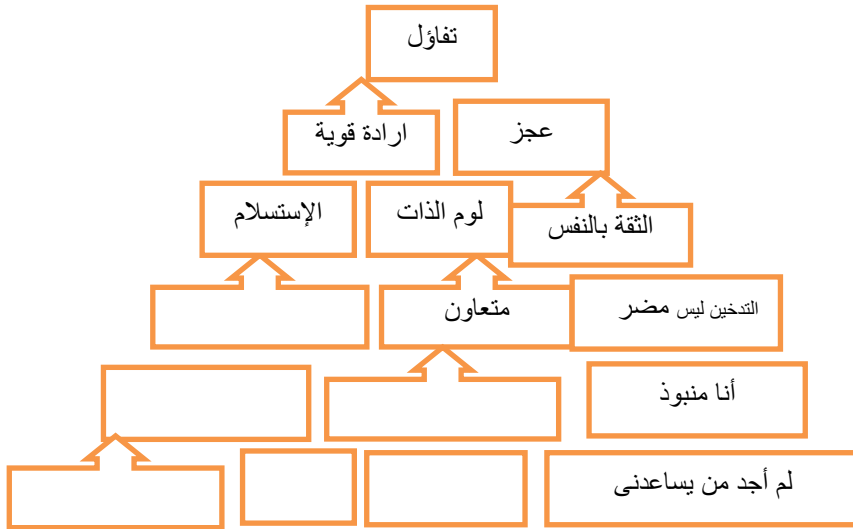 تفاؤل
عجز
ارادة قوية
لوم الذات
الإستسلام
الثقة بالنفس
التدخين ليس مضر
متعاون
أنا منبوذ
لم أجد من يساعدنى